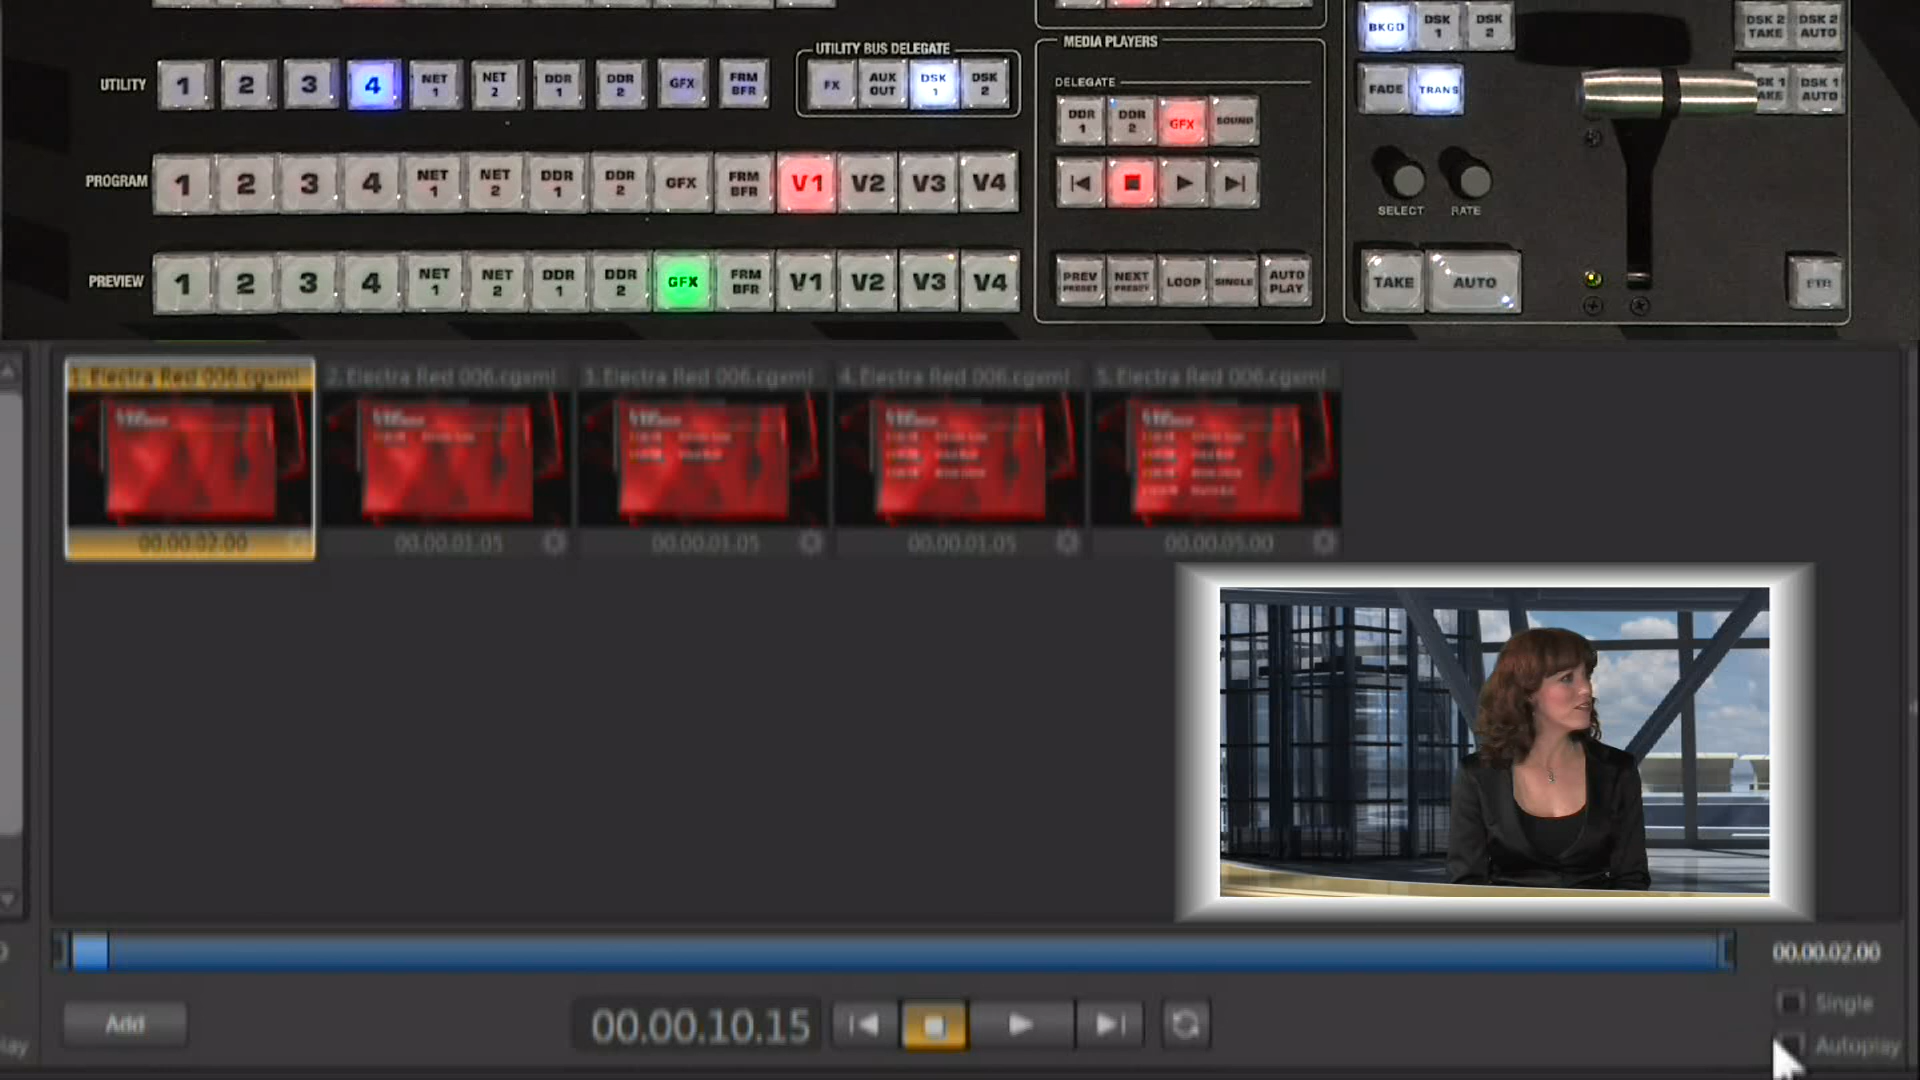 UTILITY BUS DELEGATE
MEDIA PLAYERS
BKGD DSK 1 DSK 2
DSK 2 TAKE DSK 2 AUTO
UTILITY 1 2 3 4 NET 1 NET 2 DDR 1 DDR 2 GFX FRM BFR
FX AUX OUT DSK 1 DSK 2
DELEGATE
FADE TRANS
DSK 1 AUTO
DDR 1 DDR 2 GFX SOUND
PROGRAM 1 2 3 4 NET 1 NET 2 DDR 1 DDR 2 GFX FRM BFR V1 V2 V3 V4
SELECT RATE
PREVIEW 1 2 3 4 NET 1 NET 2 DDR 1 DDR 2 GFX FRM BFR V1 V2 V3 V4
PREV PRESET NEXT PRESET LOOP SINGLE AUTO PLAY
TAKE AUTO FTB
1. Electra Red 006.cgxml
2. Electra Red 006.cgxml
3. Electra Red 006.cgxml
4. Electra Red 006.cgxml
5. Electra Red 006.cgxml
00.00.02.00
00.00.01.05
00.00.01.05
00.00.01.05
00.00.05.00
00.00.02.00
Add
00.00.10.15
Single
Autoplay